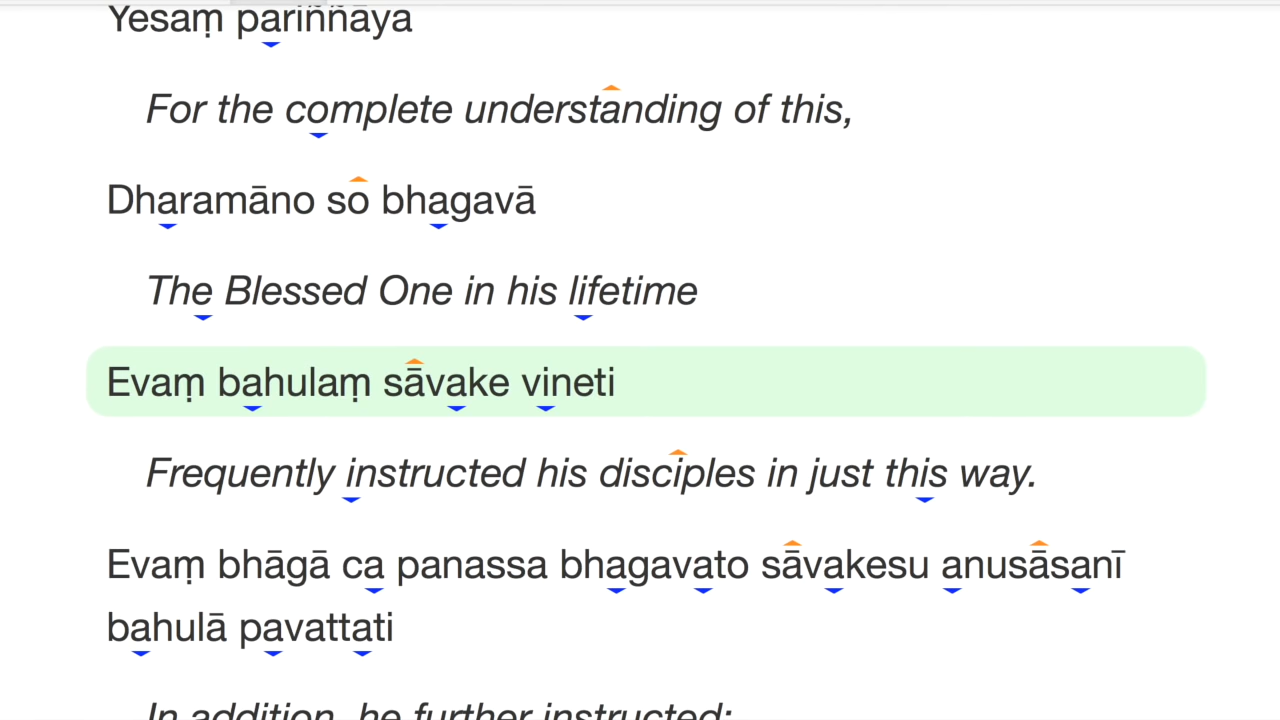 Yesaṃ pariññāya
For the complete understanding of this,
Dharamāno so bhagavā
The Blessed One in his lifetime
Evaṃ bahulaṃ sāvake vineti
Frequently instructed his disciples in just this way.
Evaṃ bhāgā ca panassa bhagavato sāvakesu anusāsanī
bahulā pavattati
In addition, he further instructed: